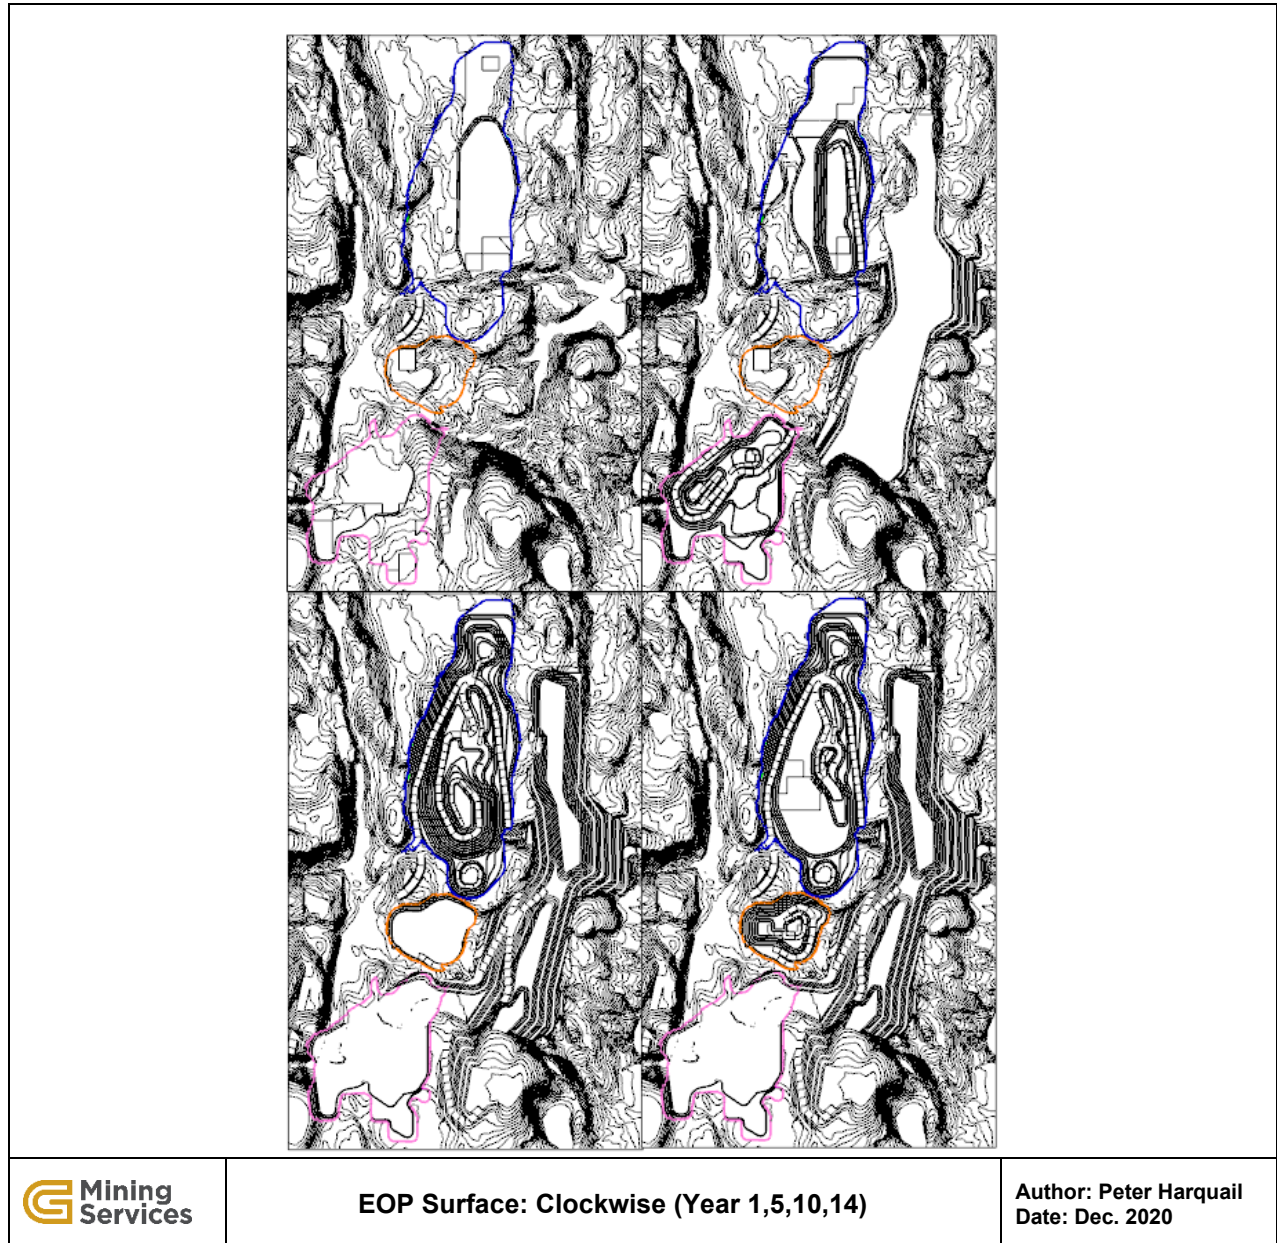 Mining
Services
EOP Surface: Clockwise (Year 1,5,10,14)
Author: Peter Harquail
Date: Dec. 2020